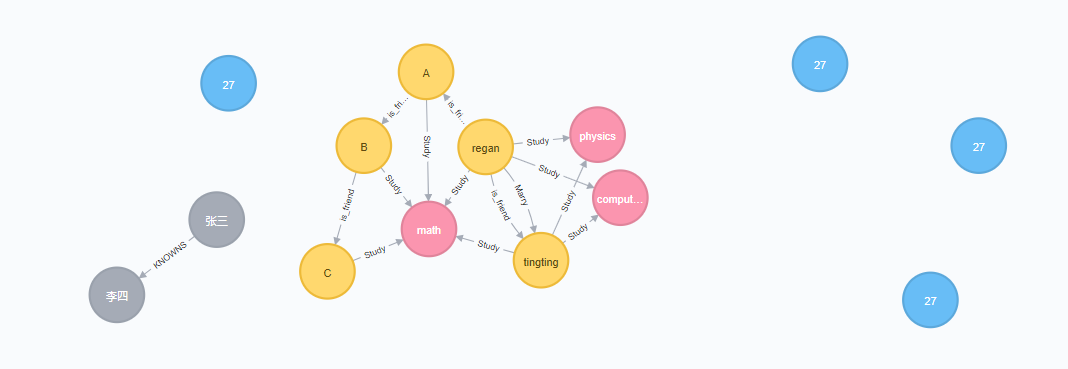 27
A
27
is_fri...
is_fri...
B
Study
regan
Study
physics
27
Study
Study
Study
Marry
Study
comput...
is_friend
is_friend
张三
math
Study
KNOWNS
Study
Study
tingting
C
李四
27